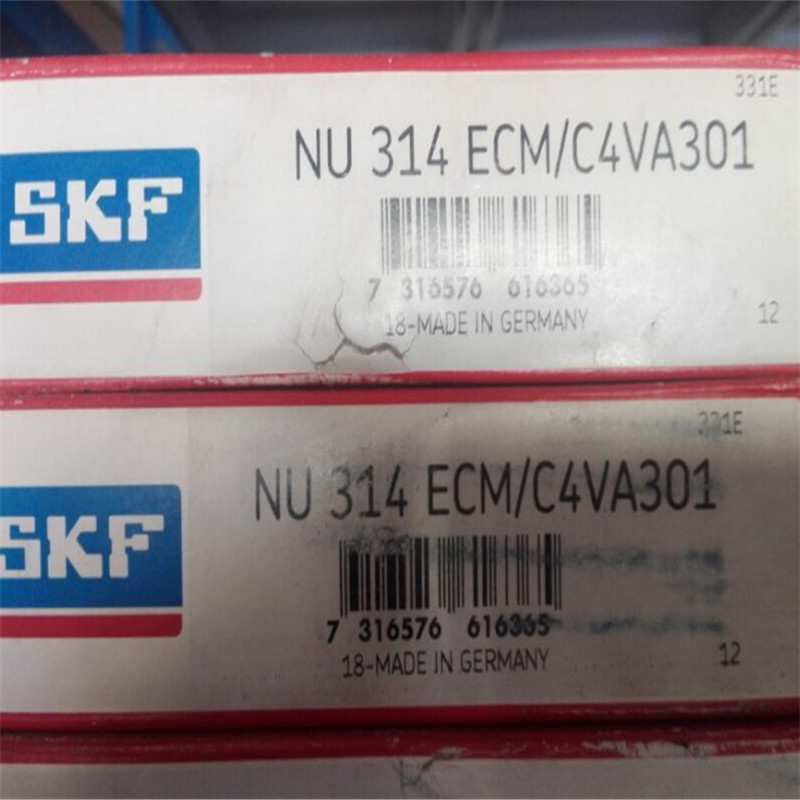 331E
NU 314 ECM/C4VA301
SKF
7 316576 616365
18-MADE IN GERMANY
12
331E
NU 314 ECM/C4VA301
SKF
7 316576 616365
18-MADE IN GERMANY
12